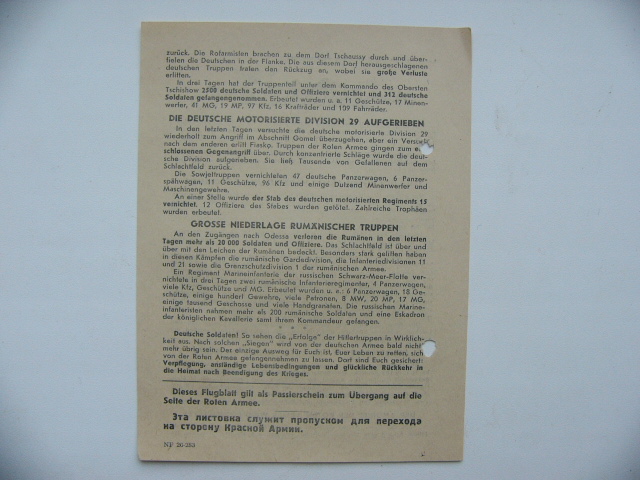 zurück. Die Rotarmisten brechen zu dem Dorf Tschaussy durch und über-
fielen die Deutschen in der Flanke. Die aus diesem Dorf herausgeschlagenen
deutschen Truppen treten den Rückzug an, wobei sie große Verluste
erlitten.
In drei Tagen hat der Truppenteil unter dem Kommando des Obersten
Tschishow 2500 deutsche Soldaten und Offiziere vernichtet und 312 deutsche
Soldaten gefangengenommen. Erbeutet wurden u. a. 11 Geschütze, 17 Minen-
werfer, 41 MG, 19 MP, 97 Kfz, 16 Krafträder und 109 Fahrräder.
DIE DEUTSCHE MOTORISIERTE DIVISION 29 AUFGERIEBEN
In den letzten Tagen versuchte die deutsche motorisierte Division 29
wiederholt zum Angriff im Abschnitt Gomel überzugehen, aber ein Versuch
nach dem anderen erlitt Fiasko. Truppen der Roten Armee gingen zum
schlossenen Gegenangriff über. Durch konzentrierte Schläge wurde die deut-
sche Division aufgerieben. Sie ließ Tausende von Gefallenen auf dem
Schlachtfeld zurück.
Die Sowjettruppen vernichteten 47 deutsche Panzerwagen, 6 Panzer-
spähwagen, 11 Geschütze, 96 Kfz und einige Dutzend Minenwerfer und
Maschinengewehre.
An einer Stelle wurde der Stab des deutschen motorisierten Regiments 15
vernichtet. 12 Offiziere des Stabes wurden getötet. Zahlreiche Trophäen
wurden erbeutet.
GROSSE NIEDERLAGE RUMÄNISCHER TRUPPEN
An den Zugängen nach Odessa verloren die Rumänen in den letzten
Tagen mehr als 20 000 Soldaten und Offiziere. Das Schlachtfeld ist über und
über mit den Leichen der Rumänen bedeckt. Besonders stark gelitten haben
in diesen Kämpfen die rumänische Gardedivision, die Infanteriedivisionen 11
und 21 sowie die Grenzschutzdivision 1 der rumänischen Armee.
Ein Regiment Marineinfanterie der russischen Schwarz-Meer-Flotte ver-
nichtete in drei Tagen zwei rumänische Infanterieregimenter, 4 Panzerwagen,
viele Kfz, Geschütze und MG. Erbeutet wurden u. a.: 6 Panzerwagen, 18 Ge-
schütze, einige hundert Gewehre, viele Patronen, 8 MW, 20 MP, 17 MG,
einige tausend Geschosse und viele Handgranaten. Die russischen Marine-
infanteristen nahmen mehr als 200 rumänische Soldaten und eine Eskadron
der königlichen Kavallerie samt ihrem Kommandeur gefangen.
* * *
Deutsche Soldaten! So sehen die „Erfolge" der Hitlertruppen in Wirklich-
keit aus. Nach solchen „Siegen" wird von der deutschen Armee bald nicht
mehr übrig sein. Der einzige Ausweg für Euch ist, Euer Leben zu retten, sich
von der Roten Armee gefangennehmen zu lassen. Dort sind Euch gesichert:
Verpflegung, anständige Lebensbedingungen und glückliche Rückkehr in
die Heimat nach Beendigung des Krieges.
Dieses Flugblatt gilt als Passierschein zum Übergang auf die
Seite der Roten Armee.
Эта листовка служит пропуском для перехода
на сторону Красной Армии.